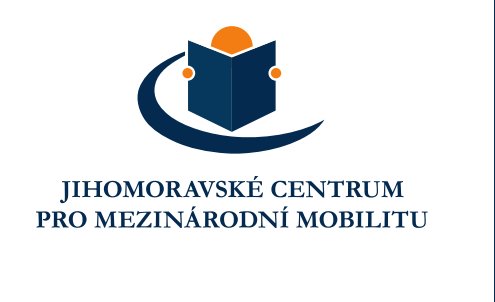 JIHOMORAVSKÉ CENTRUM
PRO MEZINÁRODNÍ MOBILITU